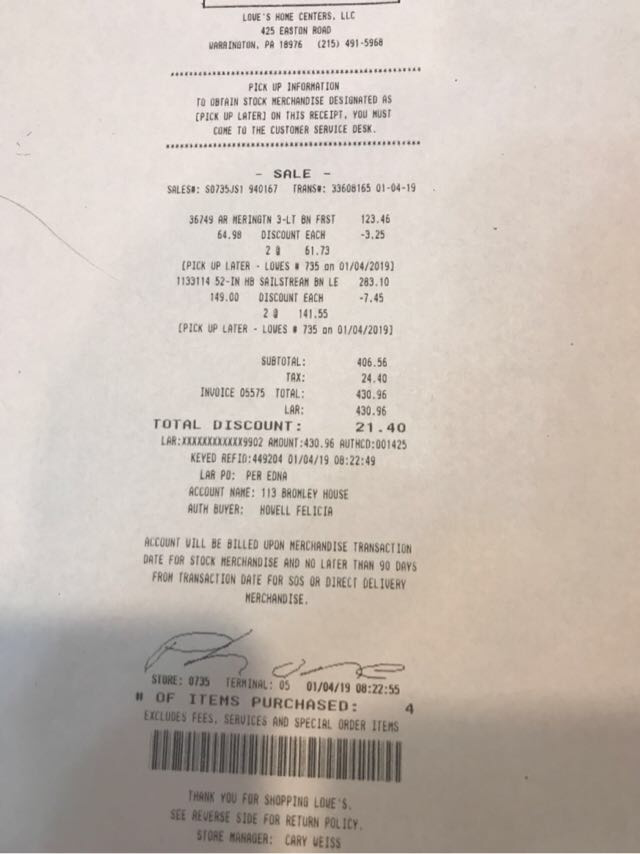 LOWE'S HOME CENTERS, LLC
425 EASTON ROAD
WARRINGTON, PA 18976 (215) 491-5968
PICK UP INFORMATION
TO OBTAIN STOCK MERCHANDISE DESIGNATED AS
[PICK UP LATER] ON THIS RECEIPT, YOU MUST
COME TO THE CUSTOMER SERVICE DESK.
- SALE -
SALES#: S0735JS1 940167 TRANS#: 33608165 01-04-19
36749 AR MERINGTN 3-LT BN FRST 123.46
64.98 DISCOUNT EACH -3.25
2 @ 61.73
[PICK UP LATER - LOWES # 735 on 01/04/2019]
1133114 52-IN HB SAILSTREAM BN LE 283.10
149.00 DISCOUNT EACH -7.45
2 @ 141.55
[PICK UP LATER - LOWES # 735 on 01/04/2019]
SUBTOTAL: 406.56
TAX: 24.40
INVOICE 05575 TOTAL: 430.96
LAR: 430.96
TOTAL DISCOUNT: 21.40
LAR:XXXXXXXXXXXX9902 AMOUNT:430.96 AUTHCD:001425
KEYED REFID:449204 01/04/19 08:22:49
LAR PO: PER EDNA
ACCOUNT NAME: 113 BROMLEY HOUSE
AUTH BUYER: HOWELL FELICIA
ACCOUNT WILL BE BILLED UPON MERCHANDISE TRANSACTION
DATE FOR STOCK MERCHANDISE AND NO LATER THAN 90 DAYS
FROM TRANSACTION DATE FOR SOS OR DIRECT DELIVERY
MERCHANDISE.
STORE: 0735 TERMINAL: 05 01/04/19 08:22:55
# OF ITEMS PURCHASED: 4
EXCLUDES FEES, SERVICES AND SPECIAL ORDER ITEMS
THANK YOU FOR SHOPPING LOWE'S.
SEE REVERSE SIDE FOR RETURN POLICY.
STORE MANAGER: CARY WEISS